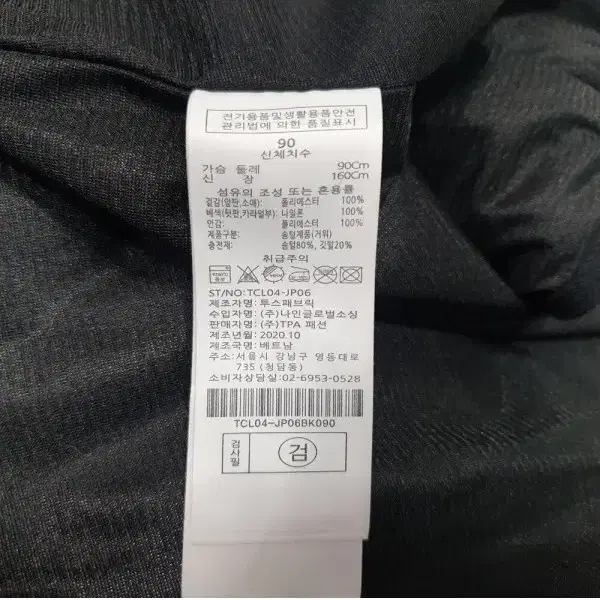 전기용품및생활용품안전
관리법에 의한 품질표시
90
신체치수
가슴 둘레 90Cm
신 장 160Cm
섬유의 조성 또는 혼용률
겉감(앞판,소매): 폴리에스터 100%
배색(뒷판,카라일부): 나일론 100%
안감: 폴리에스터 100%
제품구분: 솜털제품(거위)
충전재: 솜털80%, 깃털20%
취급주의
ST/NO:TCL04-JP06
제조자명: 투스패브릭
수입자명: (주)나인글로벌소싱
판매자명: (주)TPA 패션
제조년월: 2020.10
제조국명: 베트남
주소:서울시 강남구 영동대로
735 (청담동)
소비자상담실:02-6953-0528
TCL04-JP06BK090
검사필
검